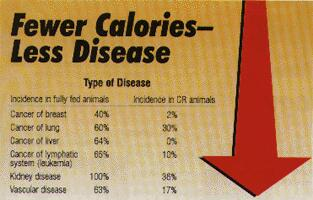 Fewer Calories–
Less Disease
Type of Disease
Incidence in fully fed animals Incidence in CR animals
Cancer of breast 40% 2%
Cancer of lung 60% 30%
Cancer of liver 64% 0%
Cancer of lymphatic 65% 10%
system (leukemia)
Kidney disease 100% 36%
Vascular disease 63% 17%